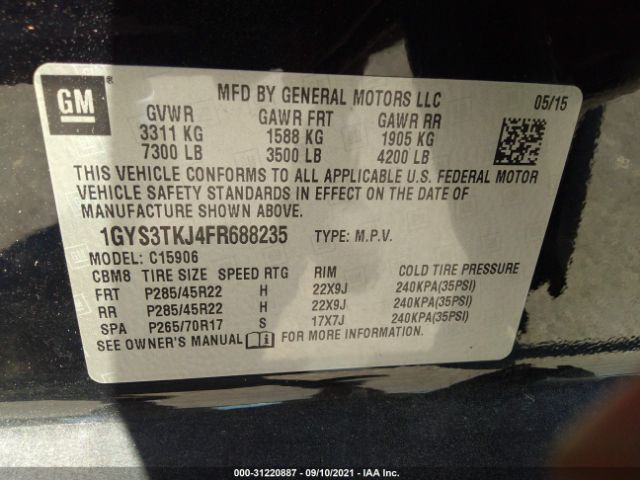 GM
®
MFD BY GENERAL MOTORS LLC 05/15
GVWR GAWR FRT GAWR RR
3311 KG 1588 KG 1905 KG
7300 LB 3500 LB 4200 LB
THIS VEHICLE CONFORMS TO ALL APPLICABLE U.S. FEDERAL MOTOR
VEHICLE SAFETY STANDARDS IN EFFECT ON THE DATE OF
MANUFACTURE SHOWN ABOVE.
1GYS3TKJ4FR688235 TYPE: M.P.V.
MODEL: C15906
CBM8 TIRE SIZE SPEED RTG RIM COLD TIRE PRESSURE
FRT P285/45R22 H 22X9J 240KPA(35PSI)
RR P285/45R22 H 22X9J 240KPA(35PSI)
SPA P265/70R17 S 17X7J 240KPA(35PSI)
SEE OWNER'S MANUAL FOR MORE INFORMATION.
000-31220887 - 09/10/2021 - IAA Inc.